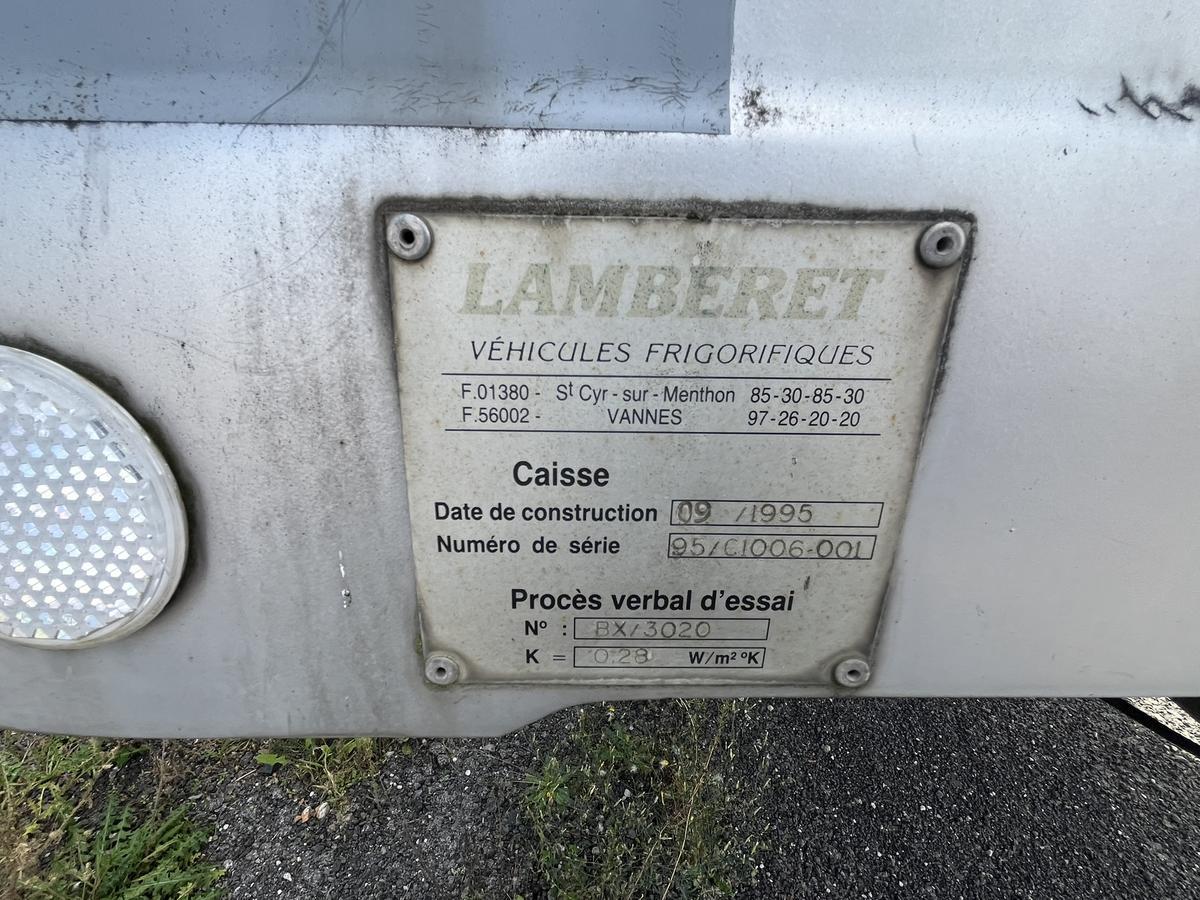 LAMBERET
VÉHICULES FRIGORIFIQUES
F.01380 - St Cyr - sur - Menthon 85-30-85-30
F.56002 - VANNES 97-26-20-20
Caisse
Date de construction 09 /1995
Numéro de série 95/C1006-001
Procès verbal d'essai
Nº : BX/3020
K = 0.28 W/m² ºK